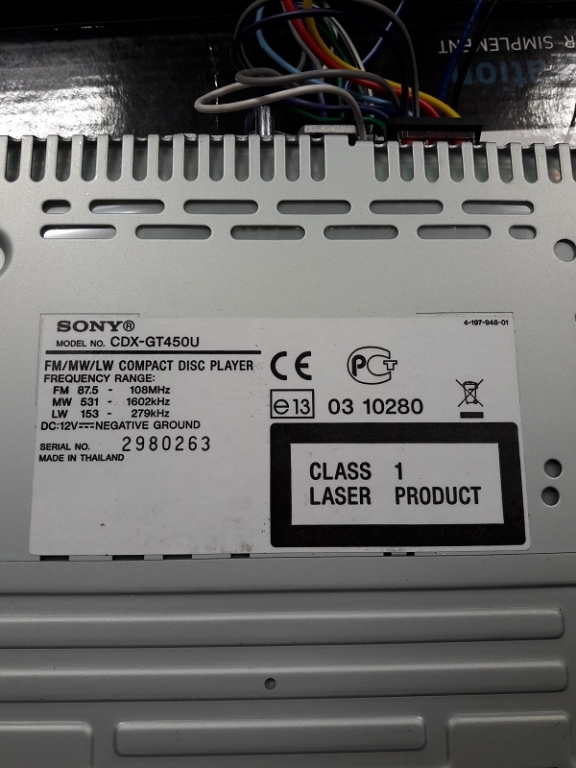 R SIMPLEMENT
ation
SONY®
4-197-948-01
MODEL NO. CDX-GT450U
FM/MW/LW COMPACT DISC PLAYER
FREQUENCY RANGE:
FM 87.5 - 108MHz
MW 531 - 1602kHz
LW 153 - 279kHz
DC:12V⎓NEGATIVE GROUND
SERIAL NO. 2980263
MADE IN THAILAND
CE
PCT
e13 03 10280
CLASS 1
LASER PRODUCT